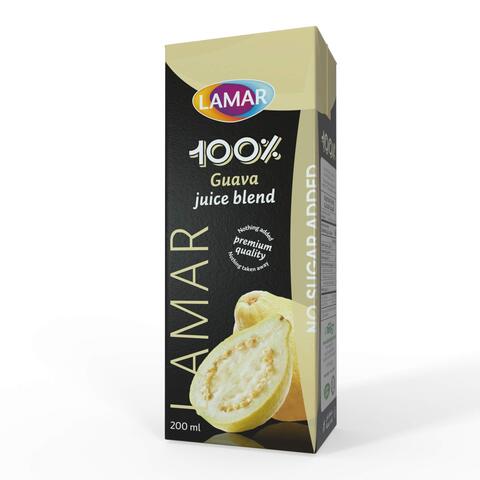 LAMAR
100%
Guava
juice blend
Nothing added
premium
quality
Nothing taken away
LAMAR
200 ml
NO SUGAR ADDED